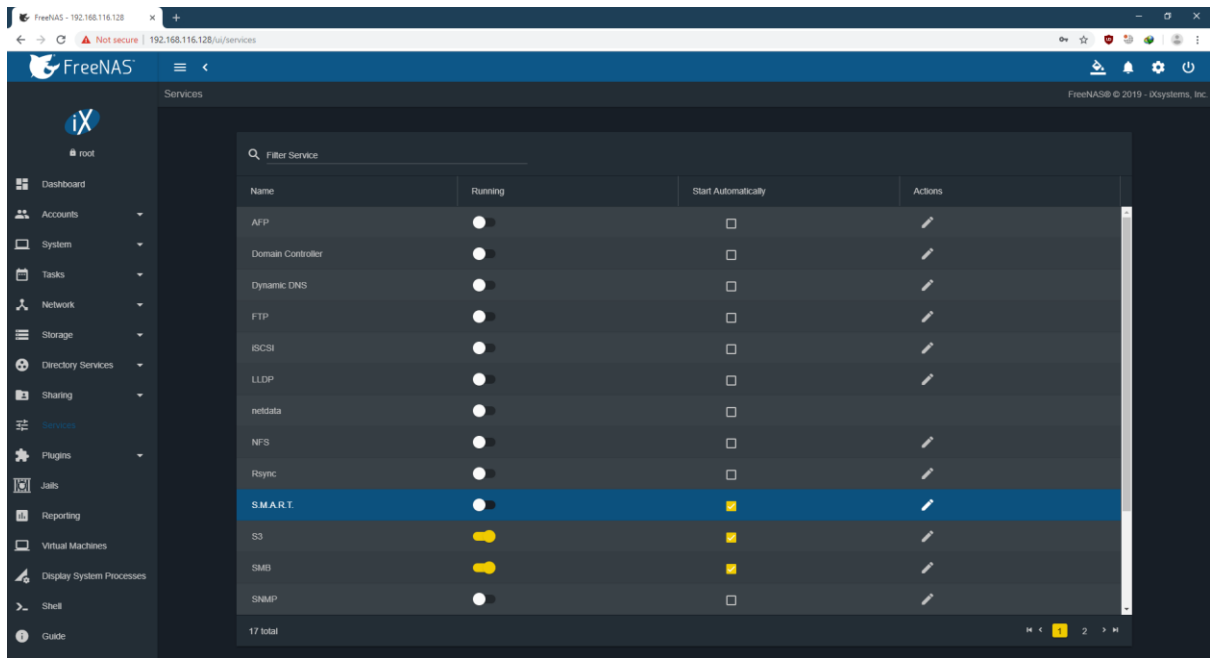 FreeNAS - 192.168.116.128
Not secure | 192.168.116.128/ui/services
FreeNAS
Services
FreeNAS® © 2019 - iXsystems, Inc.
iX
root
Filter Service
Dashboard
Accounts
System
Tasks
Network
Storage
Directory Services
Sharing
Services
Plugins
Jails
Reporting
Virtual Machines
Display System Processes
Shell
Guide
Name Running Start Automatically Actions
AFP
Domain Controller
Dynamic DNS
FTP
iSCSI
LLDP
netdata
NFS
Rsync
S.M.A.R.T.
S3
SMB
SNMP
17 total
1 2